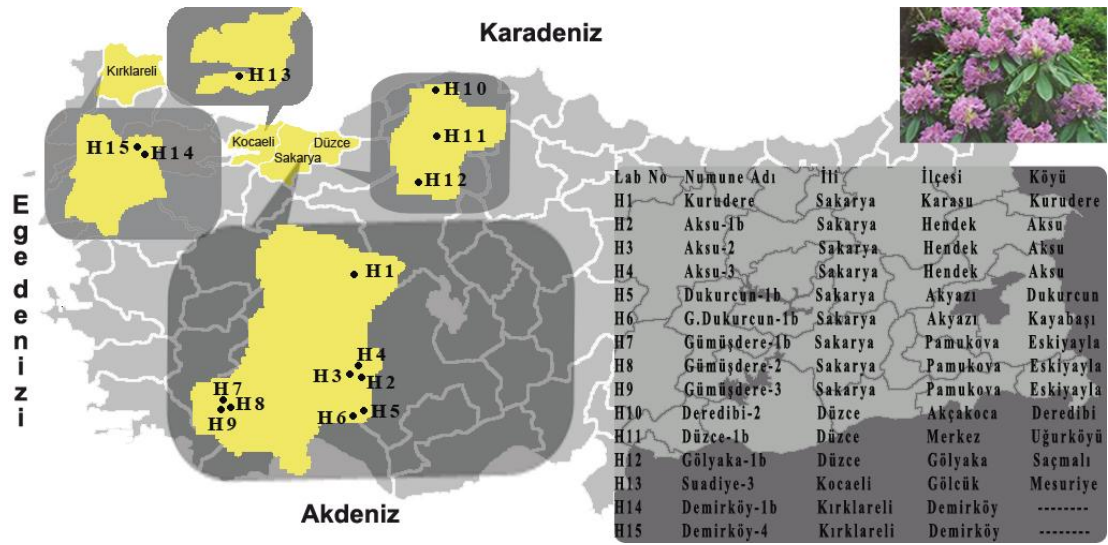 Karadeniz
Kırklareli
H13
H10
H11
H12
H15
H14
Kocaeli
Düzce
Sakarya
Ege denizi
H1
H4
H3
H2
H7
H8
H9
H6
H5
Akdeniz
Lab No Numune Adı İli İlçesi Köyü
H1 Kurudere Sakarya Karasu Kurudere
H2 Aksu-1b Sakarya Hendek Aksu
H3 Aksu-2 Sakarya Hendek Aksu
H4 Aksu-3 Sakarya Hendek Aksu
H5 Dukurcun-1b Sakarya Akyazı Dukurcun
H6 G.Dukurcun-1b Sakarya Akyazı Kayabaşı
H7 Gümüşdere-1b Sakarya Pamukova Eskiyayla
H8 Gümüşdere-2 Sakarya Pamukova Eskiyayla
H9 Gümüşdere-3 Sakarya Pamukova Eskiyayla
H10 Deredibi-2 Düzce Akçakoca Deredibi
H11 Düzce-1b Düzce Merkez Uğurköyü
H12 Gölyaka-1b Düzce Gölyaka Saçmalı
H13 Suadiye-3 Kocaeli Gölcük Mesuriye
H14 Demirköy-1b Kırklareli Demirköy --------
H15 Demirköy-4 Kırklareli Demirköy --------